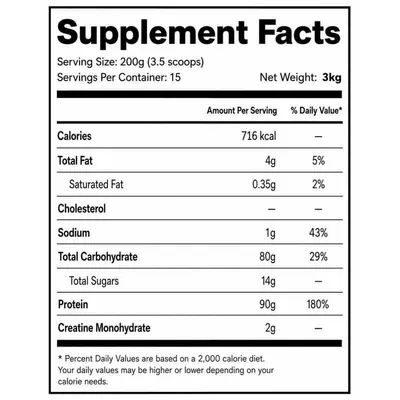 Supplement Facts
Serving Size: 200g (3.5 scoops)
Servings Per Container: 15 Net Weight: 3kg
Amount Per Serving % Daily Value*
Calories 716 kcal —
Total Fat 4g 5%
Saturated Fat 0.35g 2%
Cholesterol — —
Sodium 1g 43%
Total Carbohydrate 80g 29%
Total Sugars 14g
Protein 90g 180%
Creatine Monohydrate 2g
* Percent Daily Values are based on a 2,000 calorie diet.
Your daily values may be higher or lower depending on your
calorie needs.